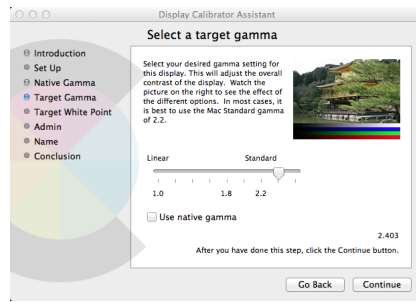 Display Calibrator Assistant
Select a target gamma
Introduction
Set Up
Native Gamma
Target Gamma
Target White Point
Admin
Name
Conclusion
Select your desired gamma setting for
this display. This will adjust the overall
contrast of the display. Watch the
picture on the right to see the effect of
the different options. In most cases, it
is best to use the Mac Standard gamma
of 2.2.
Linear Standard
1.0 1.8 2.2
Use native gamma
2.403
After you have done this step, click the Continue button.
Go Back Continue